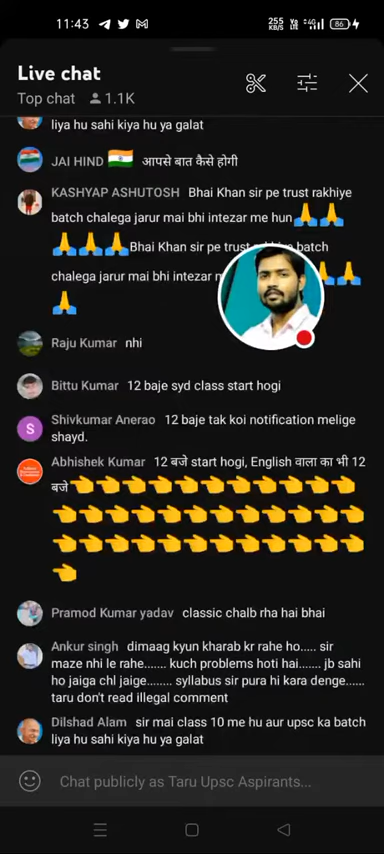 11:43
255 KB/S Vo LTE 4G 86
Live chat
Top chat 1.1K
liya hu sahi kiya hu ya galat
JAI HIND 🇮🇳 आपसे बात कैसे होगी
KASHYAP ASHUTOSH Bhai Khan sir pe trust rakhiye
batch chalega jarur mai bhi intezar me hun🙏🙏
🙏🙏🙏Bhai Khan sir pe trust batch
chalega jarur mai bhi intezar 🙏🙏
🙏
Raju Kumar nhi
Bittu Kumar 12 baje syd class start hogi
S Shivkumar Anerao 12 baje tak koi notification melige
shayd.
Abhishek Kumar 12 बजे start hogi, English वाला का भी 12
बजे👈👈👈👈👈👈👈👈👈👈👈
👈👈👈👈👈👈👈👈👈👈👈👈
👈👈👈👈👈👈👈👈👈👈👈👈
👈
Pramod Kumar yadav classic chalb rha hai bhai
Ankur singh dimaag kyun kharab kr rahe ho..... sir
maze nhi le rahe....... kuch problems hoti hai....... jb sahi
ho jaiga chl jaige........ syllabus sir pura hi kara denge......
taru don't read illegal comment
Dilshad Alam sir mai class 10 me hu aur upsc ka batch
liya hu sahi kiya hu ya galat
Chat publicly as Taru Upsc Aspirants...